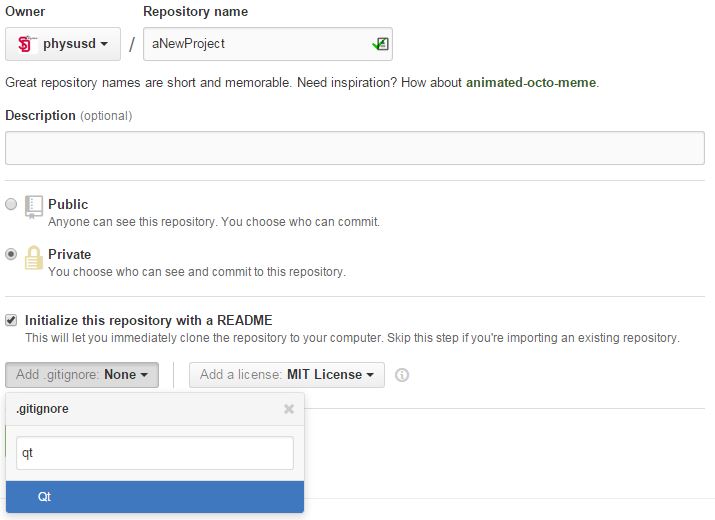 Owner
Repository name
physusd / aNewProject
Great repository names are short and memorable. Need inspiration? How about animated-octo-meme.
Description (optional)
Public
Anyone can see this repository. You choose who can commit.
Private
You choose who can see and commit to this repository.
Initialize this repository with a README
This will let you immediately clone the repository to your computer. Skip this step if you're importing an existing repository.
Add .gitignore: None
Add a license: MIT License
.gitignore
qt
Qt